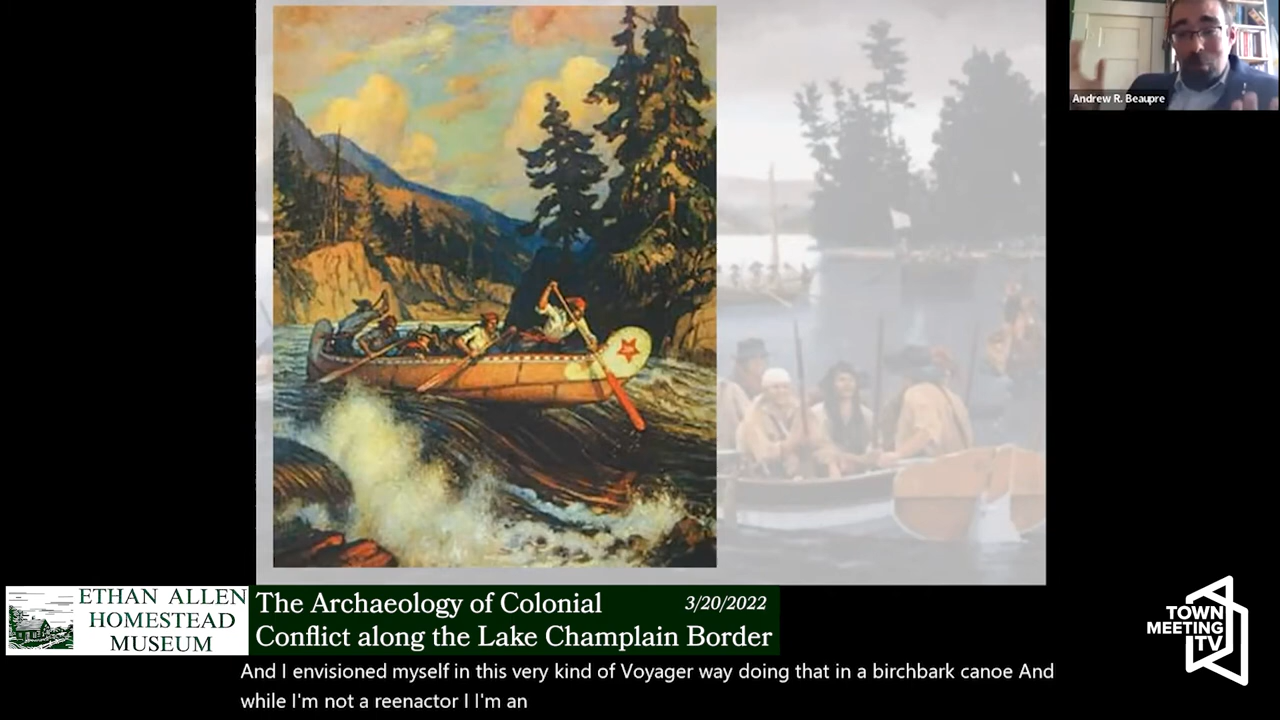 Andrew R. Beaupre
ETHAN ALLEN
HOMESTEAD
MUSEUM
The Archaeology of Colonial
3/20/2022
Conflict along the Lake Champlain Border
TOWN
MEETING
TV
And I envisioned myself in this very kind of Voyager way doing that in a birchbark canoe And
while I'm not a reenactor I I'm an